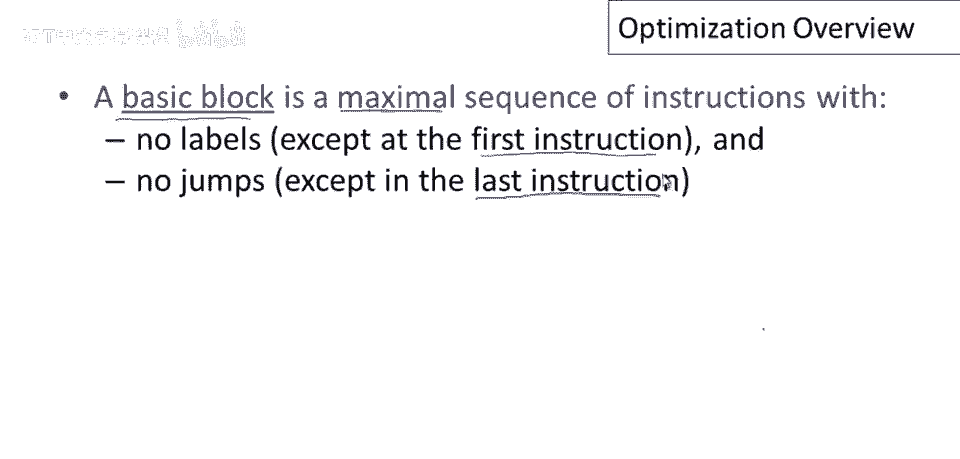 Optimization Overview
• A basic block is a maximal sequence of instructions with:
– no labels (except at the first instruction), and
– no jumps (except in the last instruction)